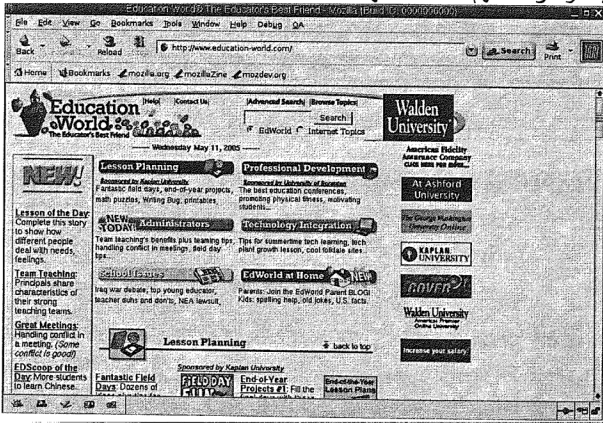 Education World® The Educator's Best Friend - Mozilla {Build ID: 0000000000}
File Edit View Go Bookmarks Tools Window Help Debug QA
Back Reload http://www.education-world.com/ Search Print
Home Bookmarks mozilla.org mozillaZine mozdev.org
Education World®
The Educator's Best Friend
|Help| |Contact Us|
|Advanced Search| |Browse Topics|
Search
EdWorld Internet Topics
Walden University
Wednesday May 11, 2005
American Fidelity
Assurance Company
NEW!
Lesson of the Day:
Complete this story
to show how
different people
deal with needs,
feelings.
Team Teaching:
Principals share
characteristics of
their strong
teaching teams.
Great Meetings:
Handling conflict in
a meeting. (Some
conflict is good!)
EDScoop of the
Day: More students
to learn Chinese.
Lesson Planning
Sponsored by Kaplan University
Fantastic field days, end-of-year projects,
math puzzles, Writing Bug, printables,
Professional Development
Sponsored by University of
The best education conferences,
promoting physical fitness, motivating
students...
NEW TODAY!
Administrators
Team teaching's benefits plus teaming tips,
handling conflict in meetings, field day
tips...
Technology Integration
Tips for summertime tech learning, tech
plant growth lesson, cool folktale sites...
School Issues
Iraq war debate, top young educator,
teacher duhs and don'ts, NEA lawsuit,
EdWorld at Home NEW
Parents: Join the EdWorld Parent BLOG!
Kids: spelling help, old jokes, U.S. facts.
At Ashford
University
The George Washington
University Online
KAPLAN
UNIVERSITY
Walden University
Online University
Increase your salary
Lesson Planning
back to top
Sponsored by Kaplan University
Fantastic Field
Days: Dozens of
FIELD DAY
FUN
End-of-Year
Projects #1: Fill the
End-of-the-Year
Lesson Plans